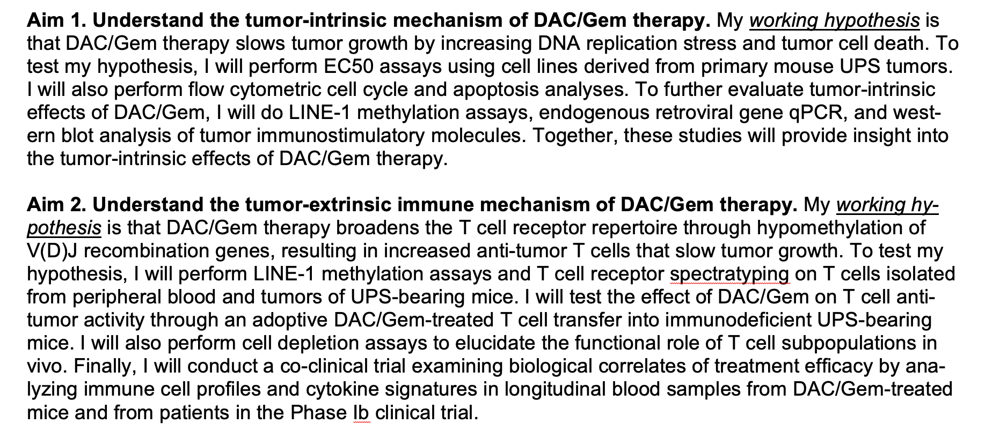 Aim 1. Understand the tumor-intrinsic mechanism of DAC/Gem therapy. My working hypothesis is
that DAC/Gem therapy slows tumor growth by increasing DNA replication stress and tumor cell death. To
test my hypothesis, I will perform EC50 assays using cell lines derived from primary mouse UPS tumors.
I will also perform flow cytometric cell cycle and apoptosis analyses. To further evaluate tumor-intrinsic
effects of DAC/Gem, I will do LINE-1 methylation assays, endogenous retroviral gene qPCR, and west-
ern blot analysis of tumor immunostimulatory molecules. Together, these studies will provide insight into
the tumor-intrinsic effects of DAC/Gem therapy.
Aim 2. Understand the tumor-extrinsic immune mechanism of DAC/Gem therapy. My working hy-
pothesis is that DAC/Gem therapy broadens the T cell receptor repertoire through hypomethylation of
V(D)J recombination genes, resulting in increased anti-tumor T cells that slow tumor growth. To test my
hypothesis, I will perform LINE-1 methylation assays and T cell receptor spectratyping on T cells isolated
from peripheral blood and tumors of UPS-bearing mice. I will test the effect of DAC/Gem on T cell anti-
tumor activity through an adoptive DAC/Gem-treated T cell transfer into immunodeficient UPS-bearing
mice. I will also perform cell depletion assays to elucidate the functional role of T cell subpopulations in
vivo. Finally, I will conduct a co-clinical trial examining biological correlates of treatment efficacy by ana-
lyzing immune cell profiles and cytokine signatures in longitudinal blood samples from DAC/Gem-treated
mice and from patients in the Phase Ib clinical trial.